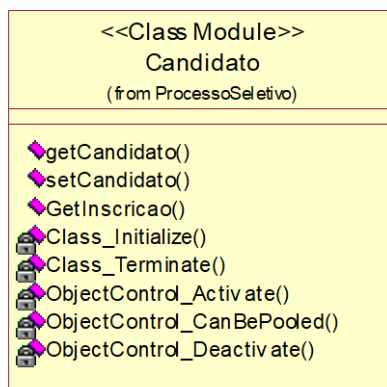 <<Class Module>>
Candidato
(from ProcessoSeletivo)
getCandidato()
setCandidato()
GetInscricao()
Class_Initialize()
Class_Terminate()
ObjectControl_Activate()
ObjectControl_CanBePooled()
ObjectControl_Deactivate()